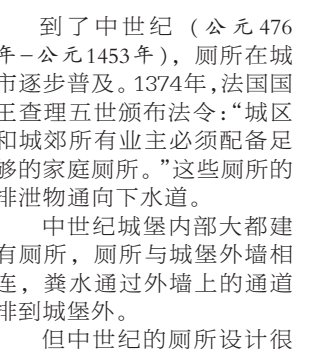 到了中世纪（公元476
年–公元1453年），厕所在城
市逐步普及。1374年，法国国
王查理五世颁布法令：“城区
和城郊所有业主必须配备足
够的家庭厕所。”这些厕所的
排泄物通向下水道。
中世纪城堡内部大都建
有厕所，厕所与城堡外墙相
连，粪水通过外墙上的通道
排到城堡外。
但中世纪的厕所设计很